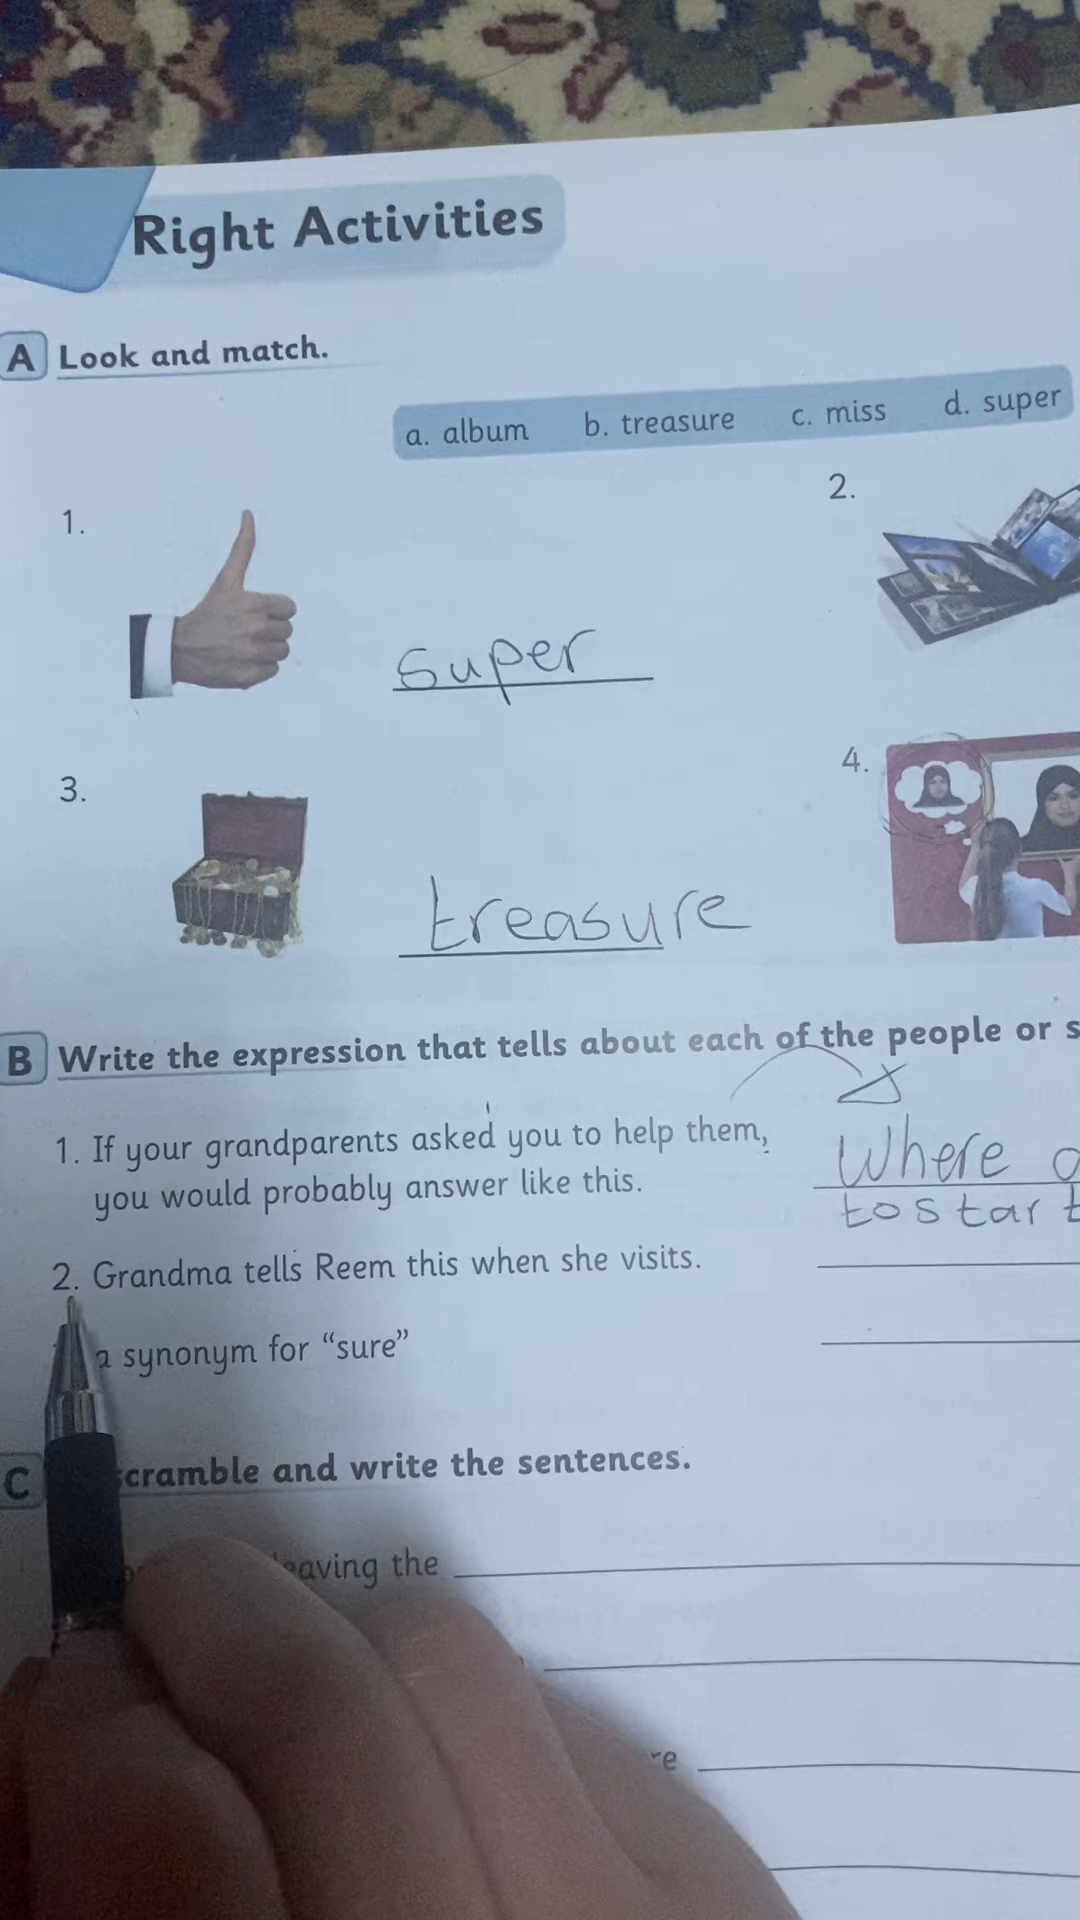 Right Activities
A Look and match.
a. album b. treasure c. miss d. super
1.
2.
super
3.
4.
treasure
B Write the expression that tells about each of the people or s
1. If your grandparents asked you to help them,
you would probably answer like this.
Where
to start
2. Grandma tells Reem this when she visits.
a synonym for “sure”
C cramble and write the sentences.
eaving the
re